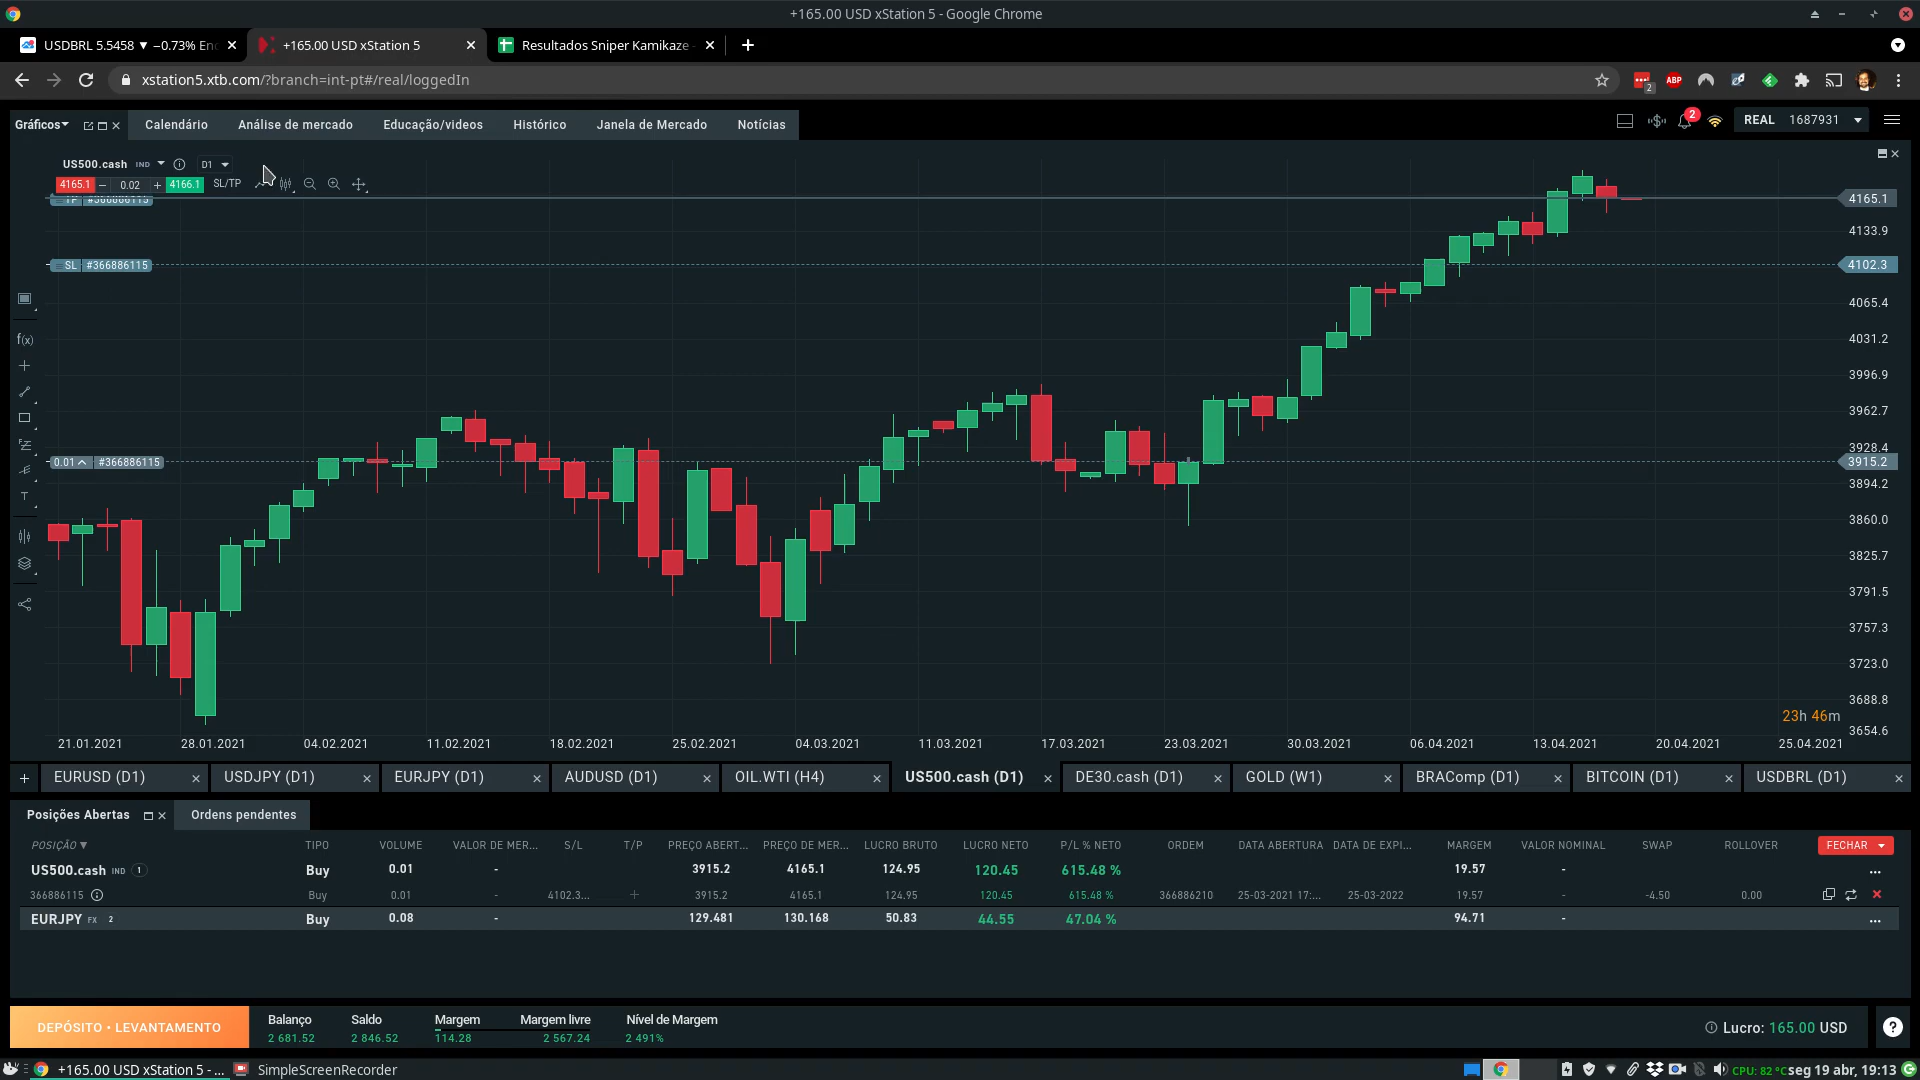 +165.00 USD xStation 5 - Google Chrome
USDBRL 5.5458 ▼ −0.73% En
+165.00 USD xStation 5
Resultados Sniper Kamikaze -
xstation5.xtb.com/?branch=int-pt#/real/loggedIn
2
ABP
Gráficos
Calendário
Análise de mercado
Educação/videos
Histórico
Janela de Mercado
Notícias
2
REAL 1687931
US500.cash IND
D1
4165.1 − 0.02 + 4166.1 SL/TP
TP #366886115
4165.1
4133.9
SL #366886115
4102.3
4065.4
f(x)
4031.2
3996.9
3962.7
3928.4
0.01 #366886115
3915.2
3894.2
T
3860.0
3825.7
3791.5
3757.3
3723.0
3688.8
23h 46m
3654.6
21.01.2021 28.01.2021 04.02.2021 11.02.2021 18.02.2021 25.02.2021 04.03.2021 11.03.2021 17.03.2021 23.03.2021 30.03.2021 06.04.2021 13.04.2021 20.04.2021 25.04.2021
+ EURUSD (D1) USDJPY (D1) EURJPY (D1) AUDUSD (D1) OIL.WTI (H4) US500.cash (D1) DE30.cash (D1) GOLD (W1) BRAComp (D1) BITCOIN (D1) USDBRL (D1)
Posições Abertas
Ordens pendentes
POSIÇÃO ▼ TIPO VOLUME VALOR DE MER... S/L T/P PREÇO ABERT... PREÇO DE MER... LUCRO BRUTO LUCRO NETO P/L % NETO ORDEM DATA ABERTURA DATA DE EXPI... MARGEM VALOR NOMINAL SWAP ROLLOVER FECHAR
US500.cash IND 1 Buy 0.01 - 3915.2 4165.1 124.95 120.45 615.48 % 19.57 - ...
366886115 Buy 0.01 - 4102.3... + 3915.2 4165.1 124.95 120.45 615.48 % 366886210 25-03-2021 17:... 25-03-2022 19.57 - -4.50 0.00
EURJPY FX 2 Buy 0.08 - 129.481 130.168 50.83 44.55 47.04 % 94.71 - ...
DEPÓSITO • LEVANTAMENTO
Balanço Saldo Margem Margem livre Nível de Margem
2 681.52 2 846.52 114.28 2 567.24 2 491%
Lucro: 165.00 USD
?
+165.00 USD xStation 5 - ...
SimpleScreenRecorder
CPU: 82 °C
seg 19 abr, 19:13